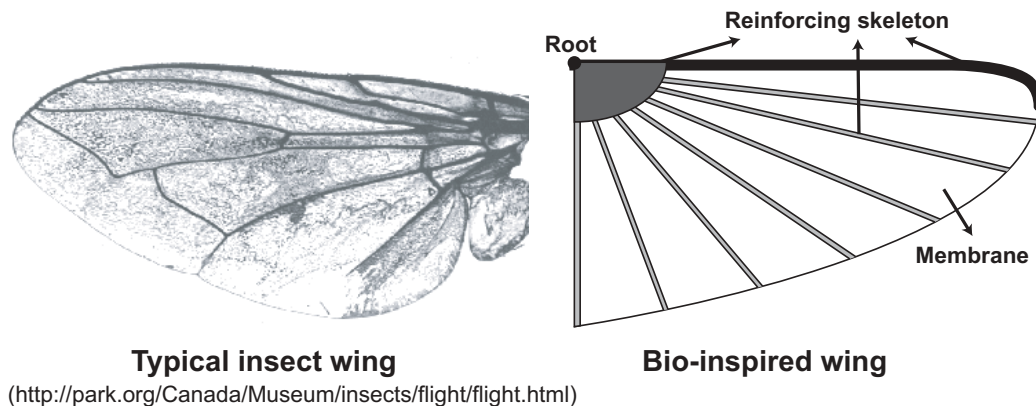 Reinforcing skeleton
Root
Membrane
Typical insect wing
Bio-inspired wing
(http://park.org/Canada/Museum/insects/flight/flight.html)